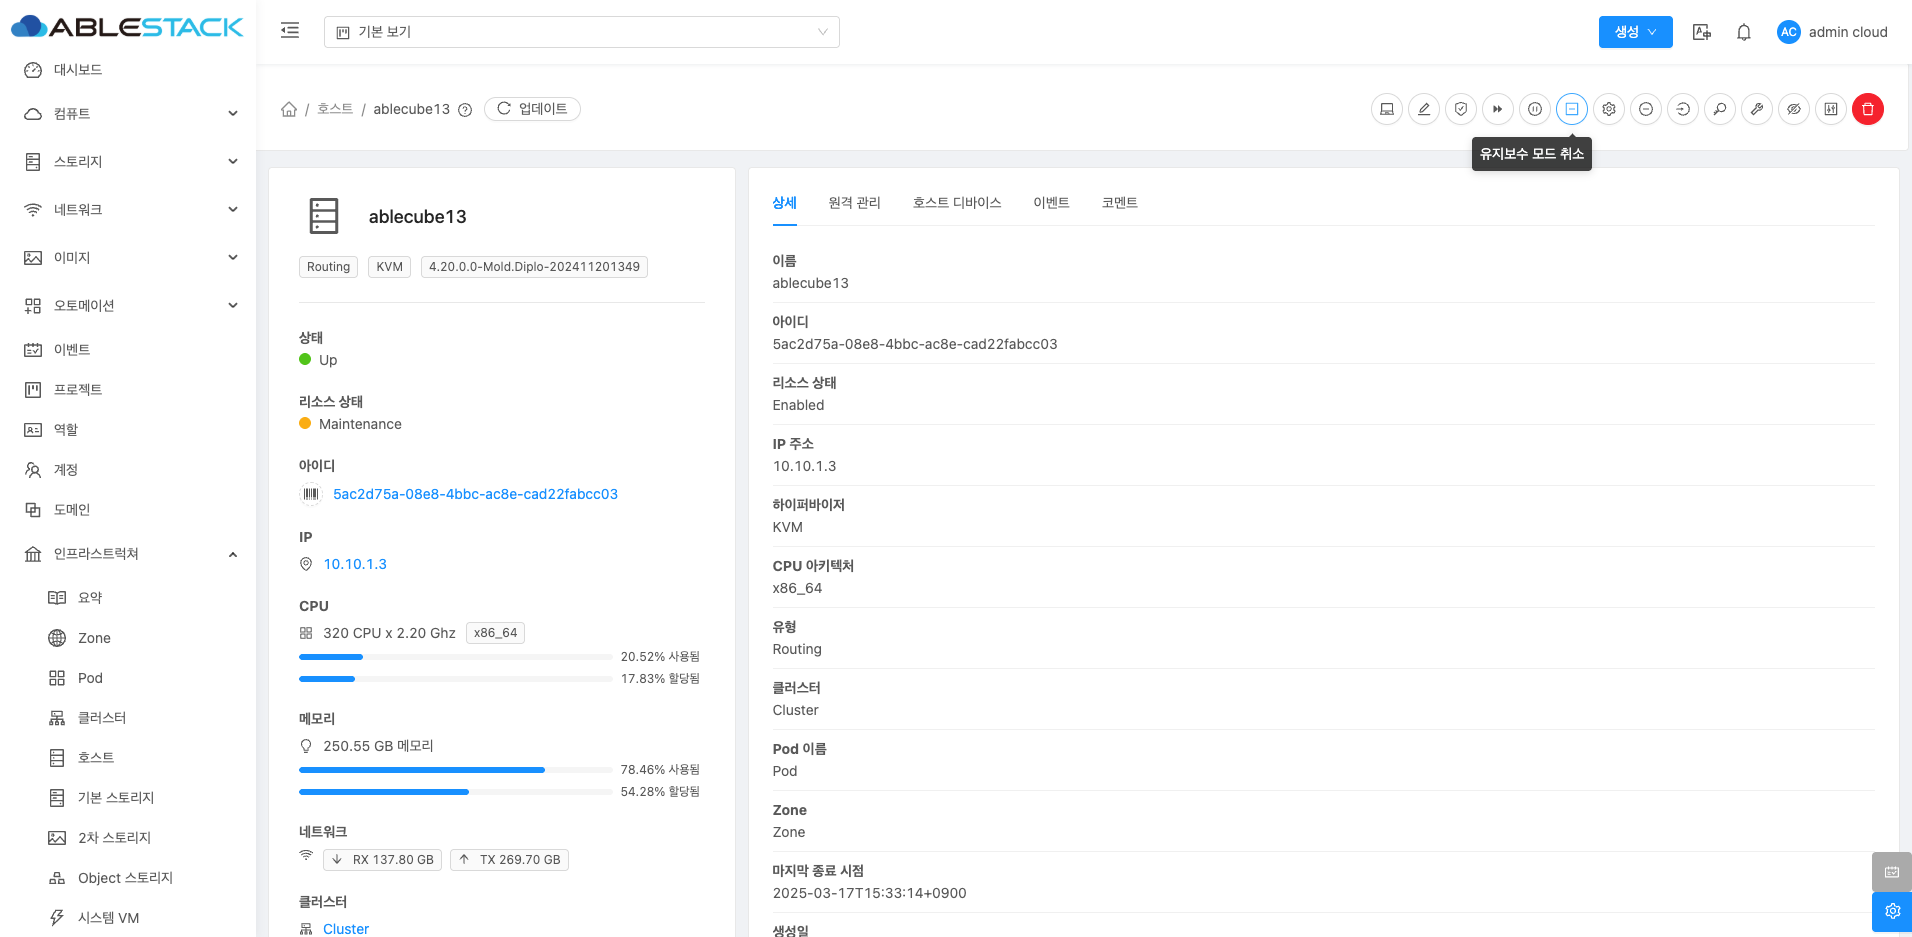 ABLESTACK
기본 보기
생성
AC
admin cloud
대시보드
컴퓨트
스토리지
네트워크
이미지
오토메이션
이벤트
프로젝트
역할
계정
도메인
인프라스트럭쳐
요약
Zone
Pod
클러스터
호스트
기본 스토리지
2차 스토리지
Object 스토리지
시스템 VM
/ 호스트 / ablecube13
업데이트
유지보수 모드 취소
ablecube13
Routing
KVM
4.20.0.0-Mold.Diplo-202411201349
상태
Up
리소스 상태
Maintenance
아이디
5ac2d75a-08e8-4bbc-ac8e-cad22fabcc03
IP
10.10.1.3
CPU
320 CPU x 2.20 Ghz
x86_64
20.52% 사용됨
17.83% 할당됨
메모리
250.55 GB 메모리
78.46% 사용됨
54.28% 할당됨
네트워크
RX 137.80 GB
TX 269.70 GB
클러스터
Cluster
상세
원격 관리
호스트 디바이스
이벤트
코멘트
이름
ablecube13
아이디
5ac2d75a-08e8-4bbc-ac8e-cad22fabcc03
리소스 상태
Enabled
IP 주소
10.10.1.3
하이퍼바이저
KVM
CPU 아키텍처
x86_64
유형
Routing
클러스터
Cluster
Pod 이름
Pod
Zone
Zone
마지막 종료 시점
2025-03-17T15:33:14+0900
생성일